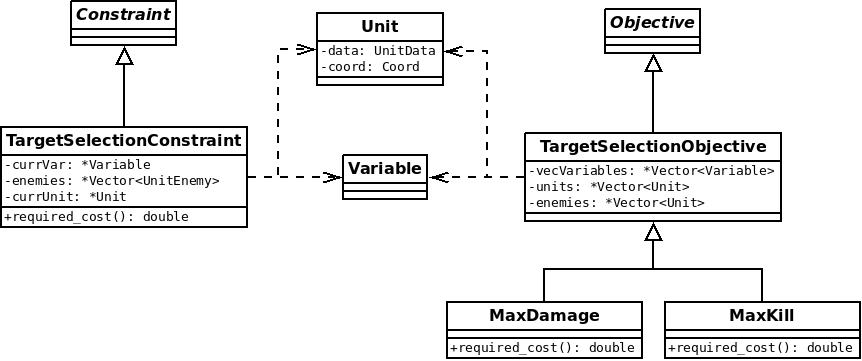 Constraint
Unit
-data: UnitData
-coord: Coord
Objective
TargetSelectionConstraint
-currVar: *Variable
-enemies: *Vector<UnitEnemy>
-currUnit: *Unit
+required_cost(): double
Variable
TargetSelectionObjective
-vecVariables: *Vector<Variable>
-units: *Vector<Unit>
-enemies: *Vector<Unit>
MaxDamage
+required_cost(): double
MaxKill
+required_cost(): double